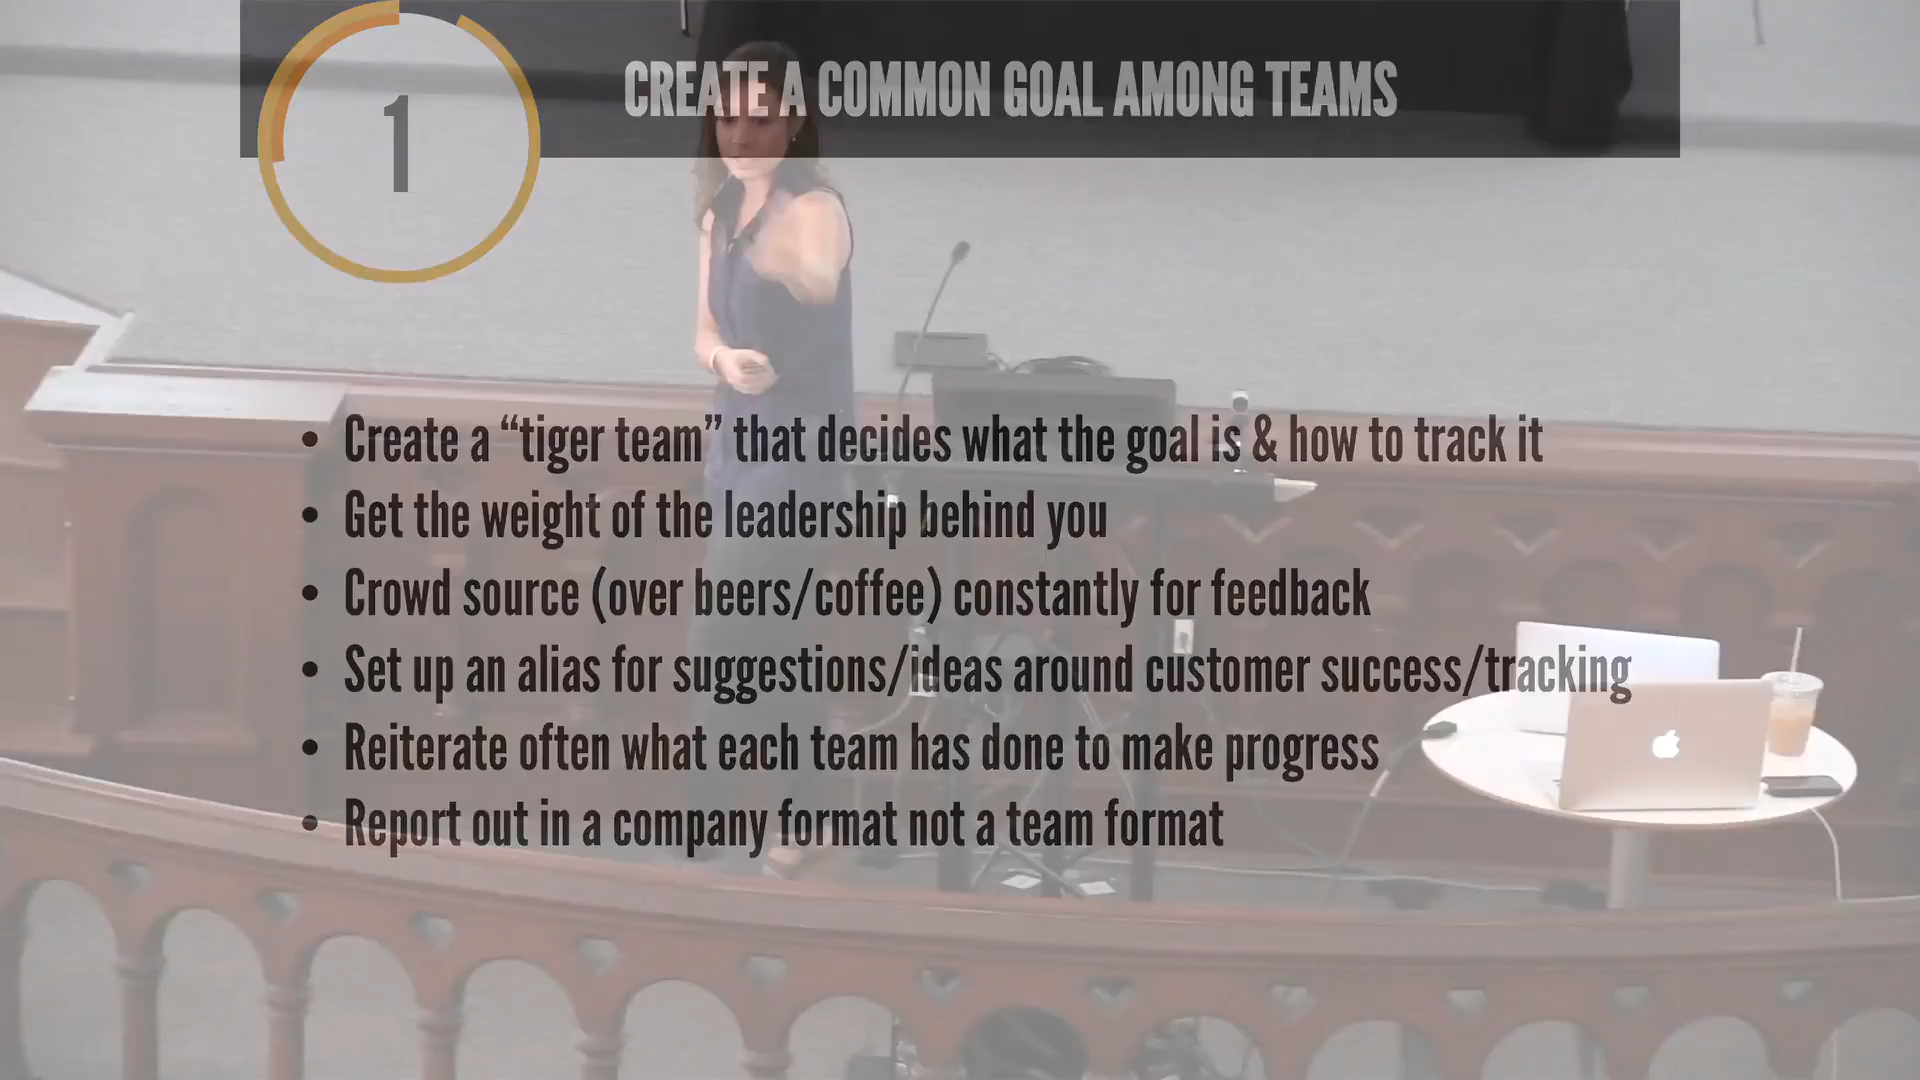 1
CREATE A COMMON GOAL AMONG TEAMS
• Create a “tiger team” that decides what the goal is & how to track it
• Get the weight of the leadership behind you
• Crowd source (over beers/coffee) constantly for feedback
• Set up an alias for suggestions/ideas around customer success/tracking
• Reiterate often what each team has done to make progress
• Report out in a company format not a team format